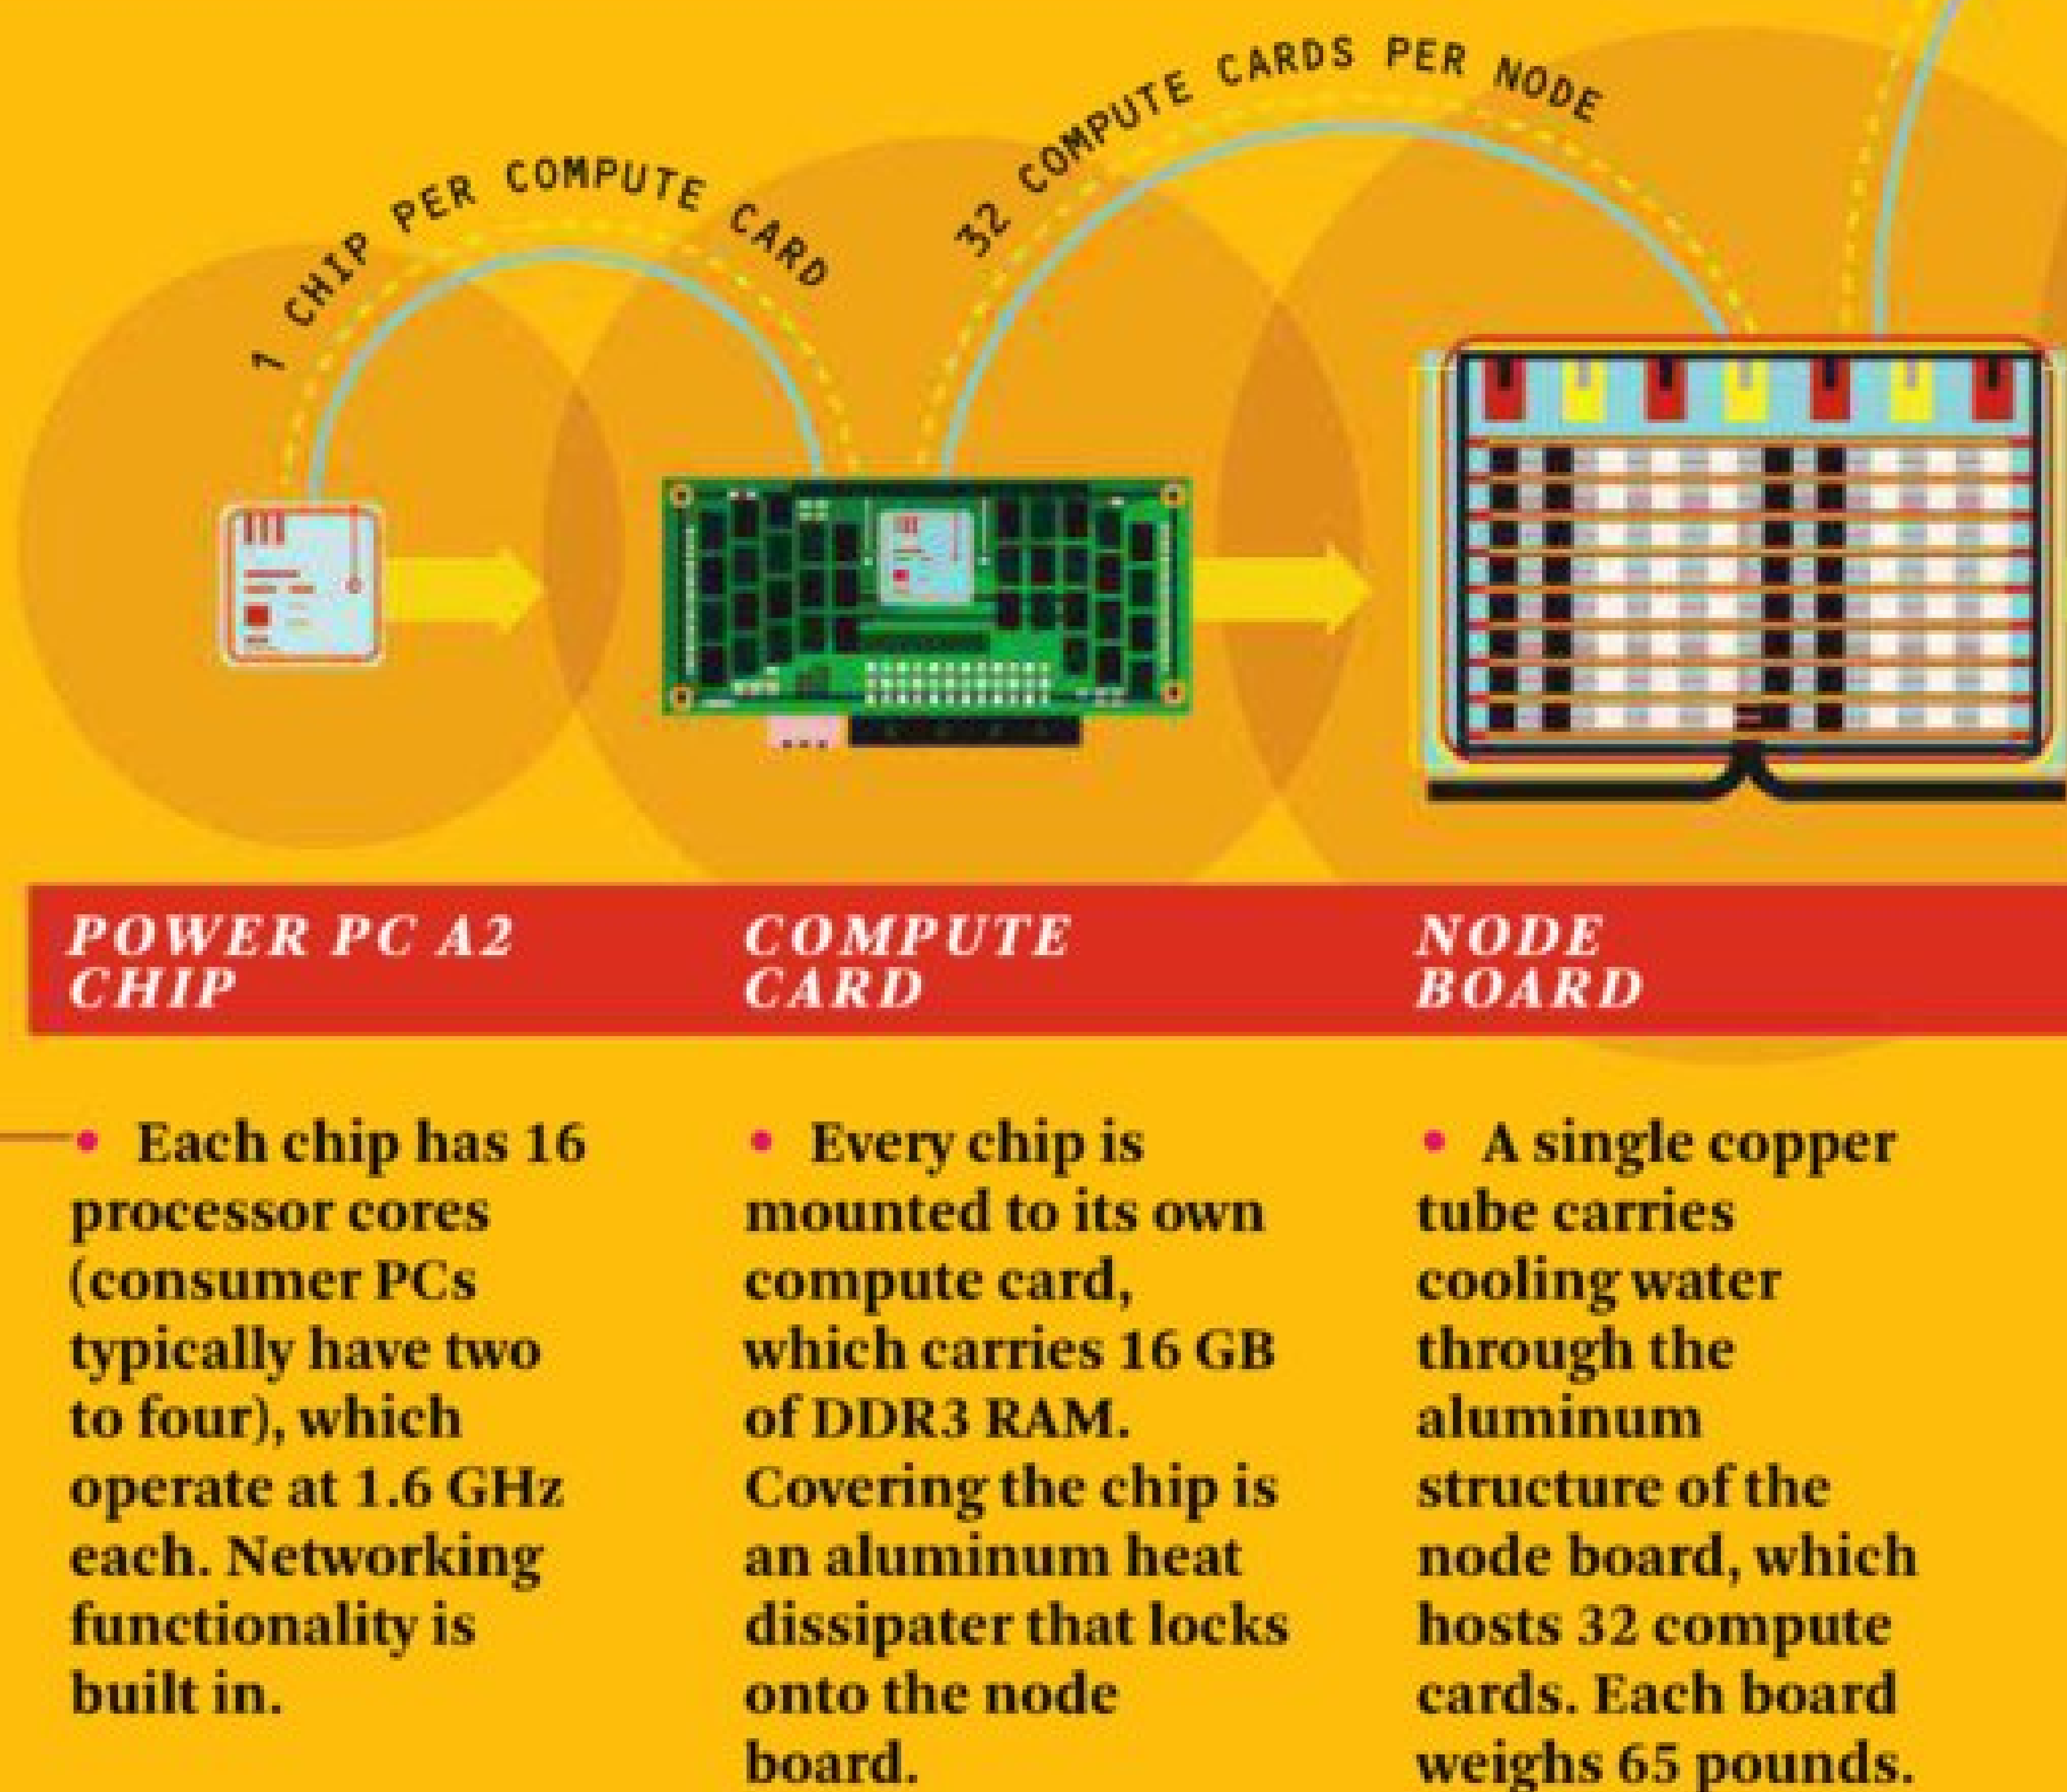 1 CHIP PER COMPUTE CARD
32 COMPUTE CARDS PER NODE
POWER PC A2
CHIP
• Each chip has 16
processor cores
(consumer PCs
typically have two
to four), which
operate at 1.6 GHz
each. Networking
functionality is
built in.
COMPUTE
CARD
• Every chip is
mounted to its own
compute card,
which carries 16 GB
of DDR3 RAM.
Covering the chip is
an aluminum heat
dissipater that locks
onto the node
board.
NODE
BOARD
• A single copper
tube carries
cooling water
through the
aluminum
structure of the
node board, which
hosts 32 compute
cards. Each board
weighs 65 pounds.